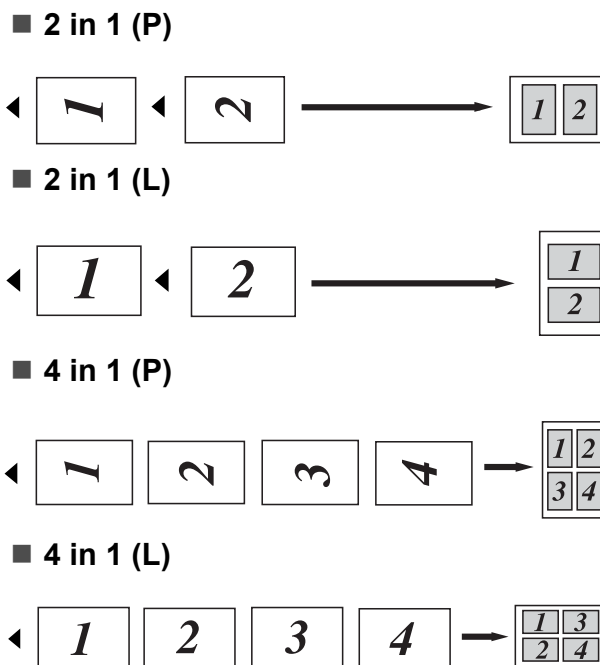 ■ 2 in 1 (P)
1 2 1 2
■ 2 in 1 (L)
1 2 1
2
■ 4 in 1 (P)
1 2 3 4 1 2
3 4
■ 4 in 1 (L)
1 2 3 4 1 3
2 4